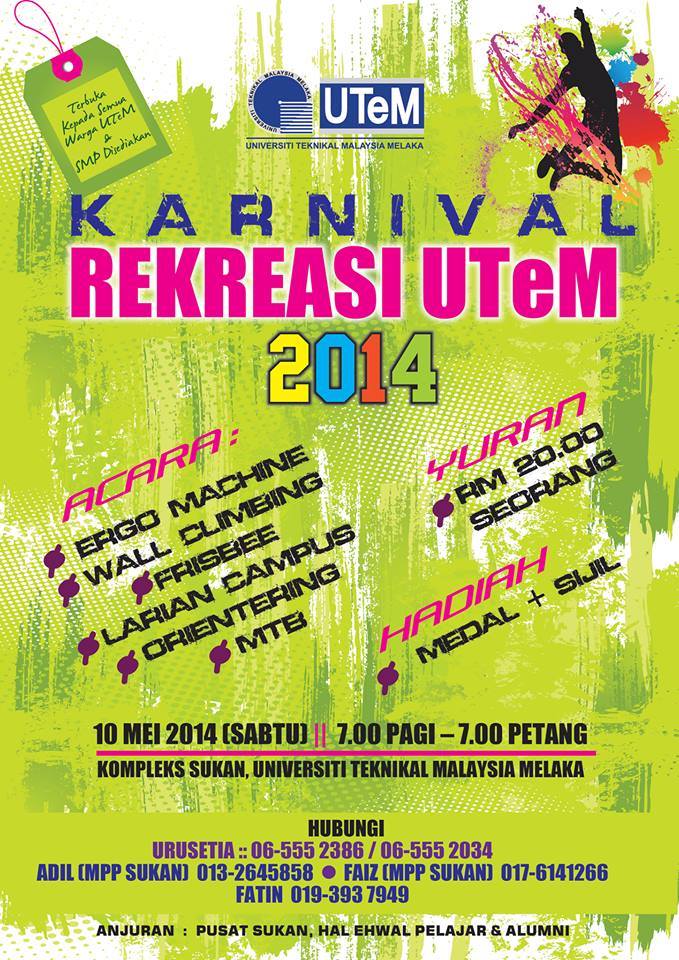 Terbuka
Kepada Semua
Warga UTeM
&
SMP Disediakan
UNIVERSITI TEKNIKAL MALAYSIA MELAKA
UTeM
UNIVERSITI TEKNIKAL MALAYSIA MELAKA
KARNIVAL
REKREASI UTeM
2014
ACARA :
ERGO MACHINE
WALL CLIMBING
FRISBEE
LARIAN CAMPUS
ORIENTERING
MTB
YURAN
RM 20.00
SEORANG
HADIAH
MEDAL + SIJIL
10 MEI 2014 (SABTU) || 7.00 PAGI – 7.00 PETANG
KOMPLEKS SUKAN, UNIVERSITI TEKNIKAL MALAYSIA MELAKA
HUBUNGI
URUSETIA :: 06-555 2386 / 06-555 2034
ADIL (MPP SUKAN) 013-2645858 ● FAIZ (MPP SUKAN) 017-6141266
FATIN 019-393 7949
ANJURAN : PUSAT SUKAN, HAL EHWAL PELAJAR & ALUMNI